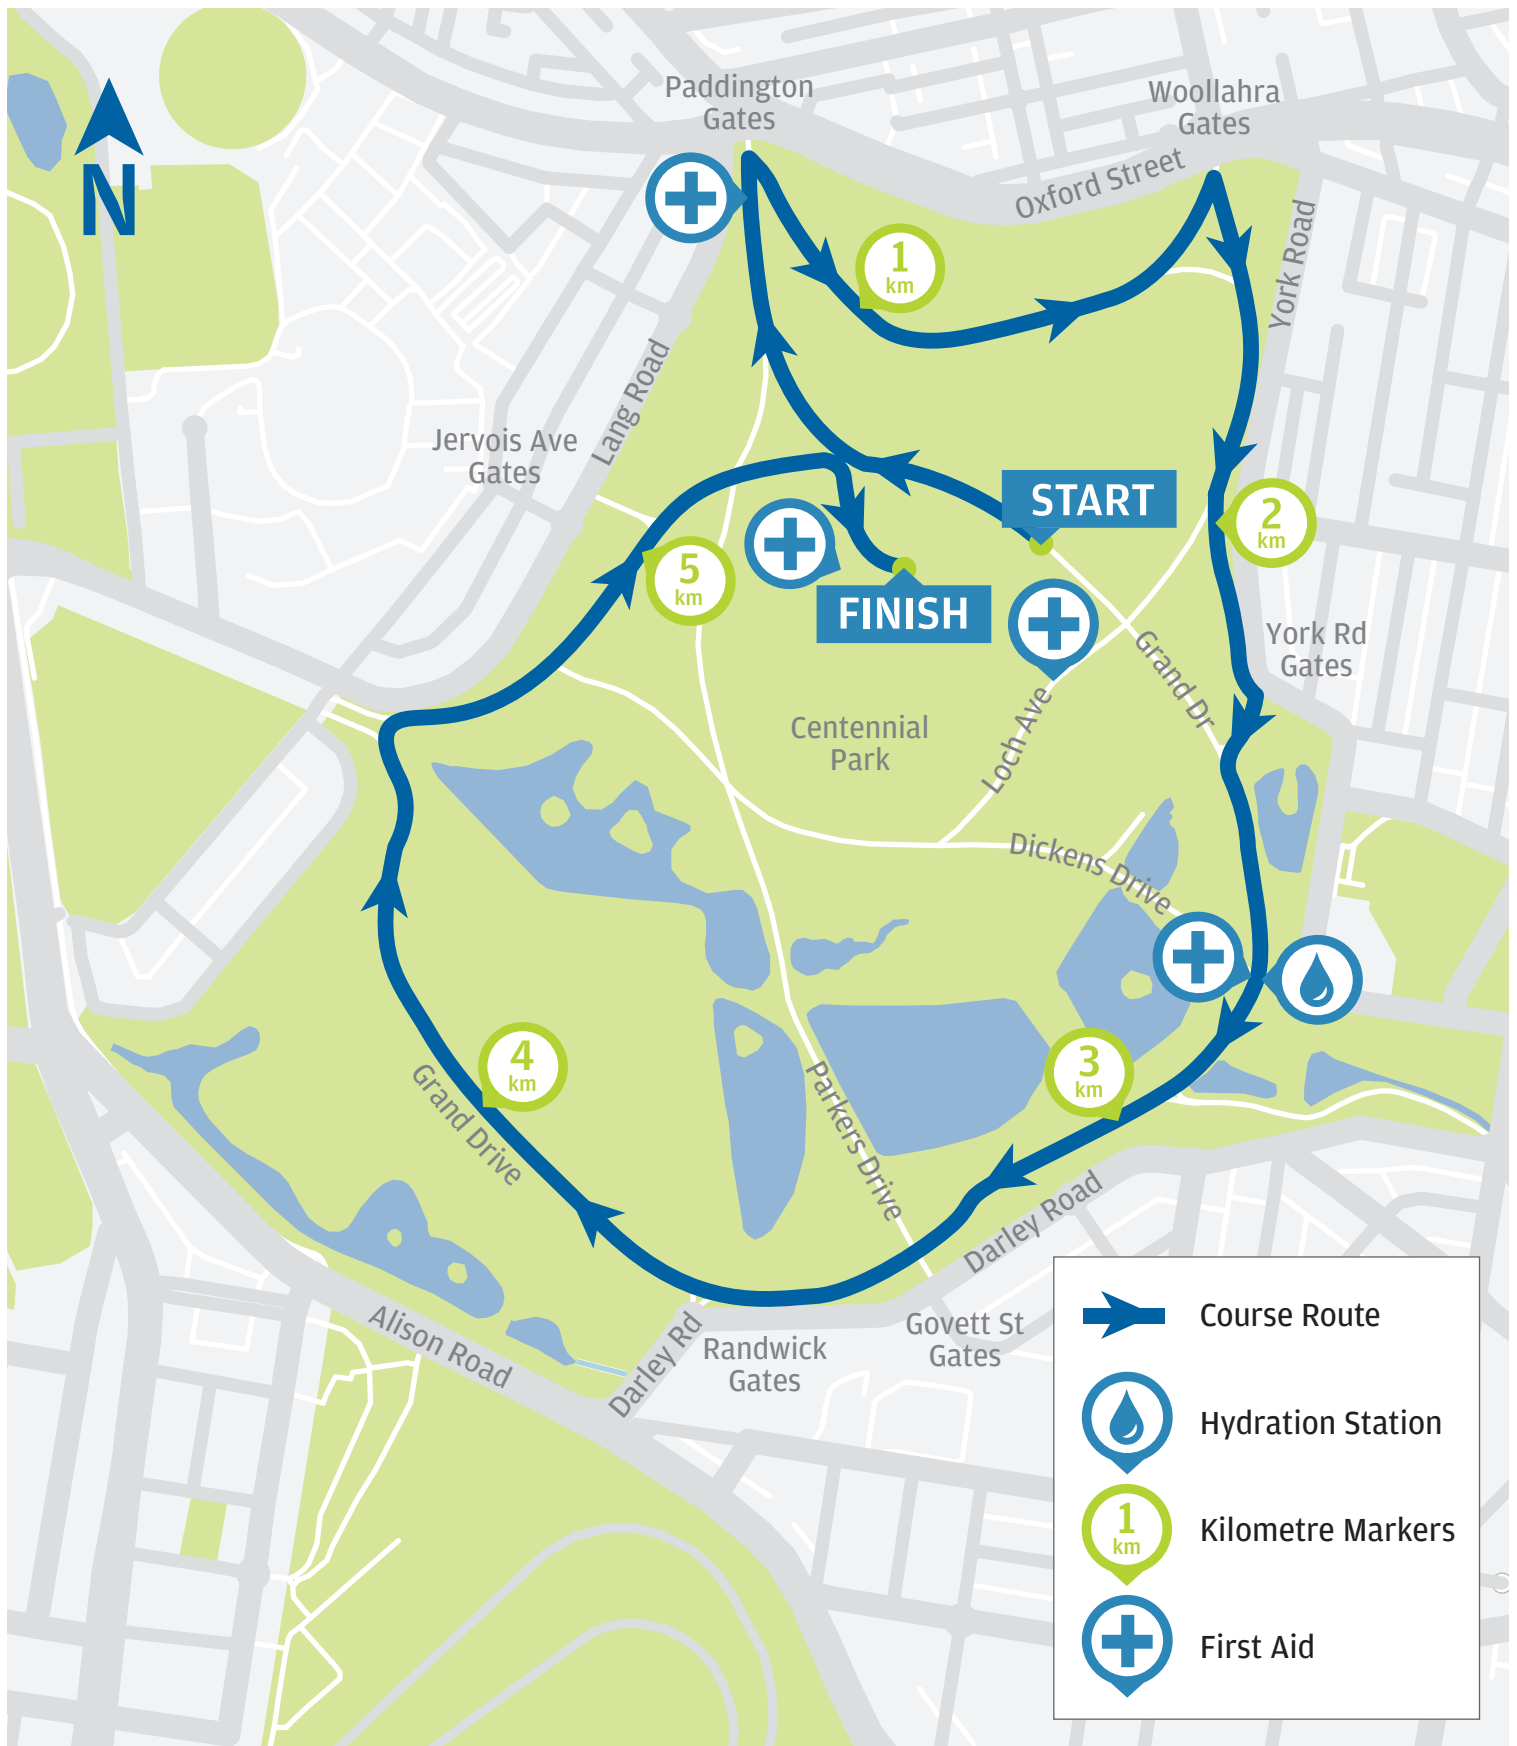 N
Paddington
Gates
Woollahra
Gates
Oxford Street
York Road
1
km
Lang Road
Jervois Ave
Gates
START
2
km
5
km
FINISH
York Rd
Gates
Grand Dr
Loch Ave
Centennial
Park
Dickens Drive
3
km
4
km
Grand Drive
Parkers Drive
Darley Road
Alison Road
Darley Rd
Randwick
Gates
Govett St
Gates
Course Route
Hydration Station
1
km
Kilometre Markers
First Aid